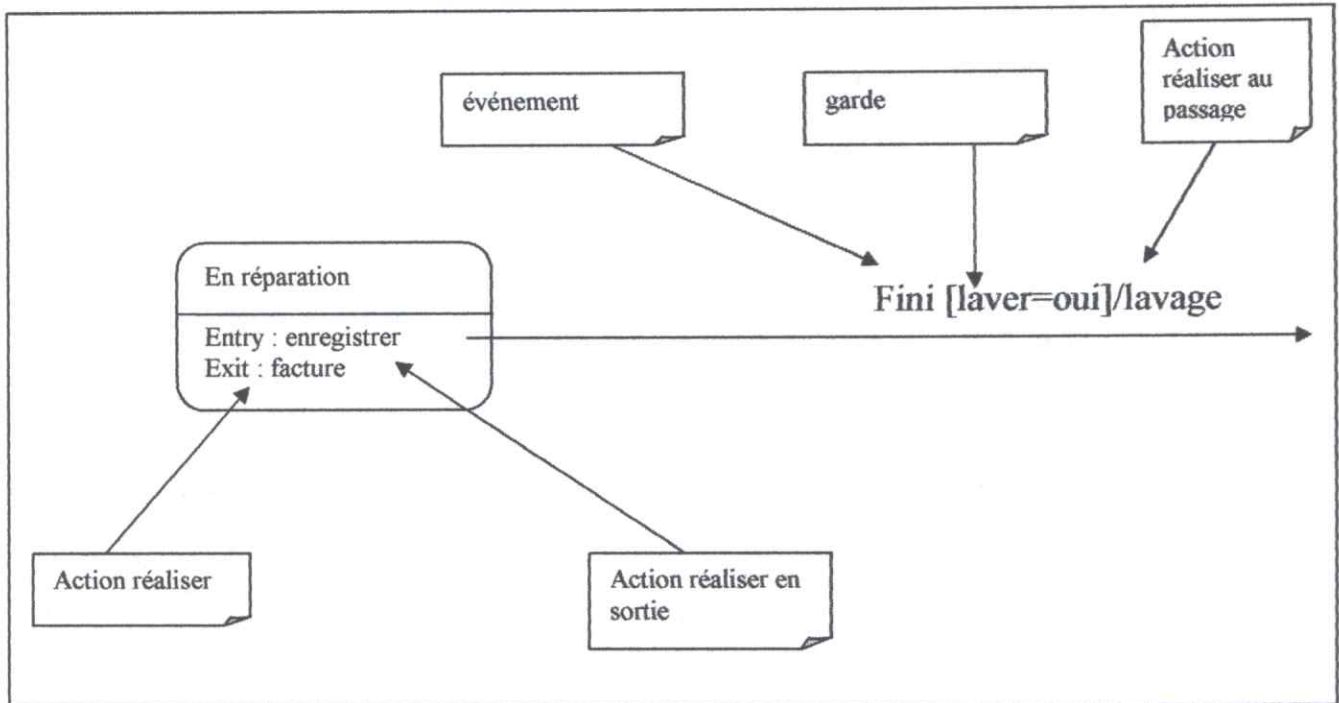 Action
réaliser au
passage
événement
garde
En réparation
Fini [laver=oui]/lavage
Entry : enregistrer
Exit : facture
Action réaliser
Action réaliser en
sortie